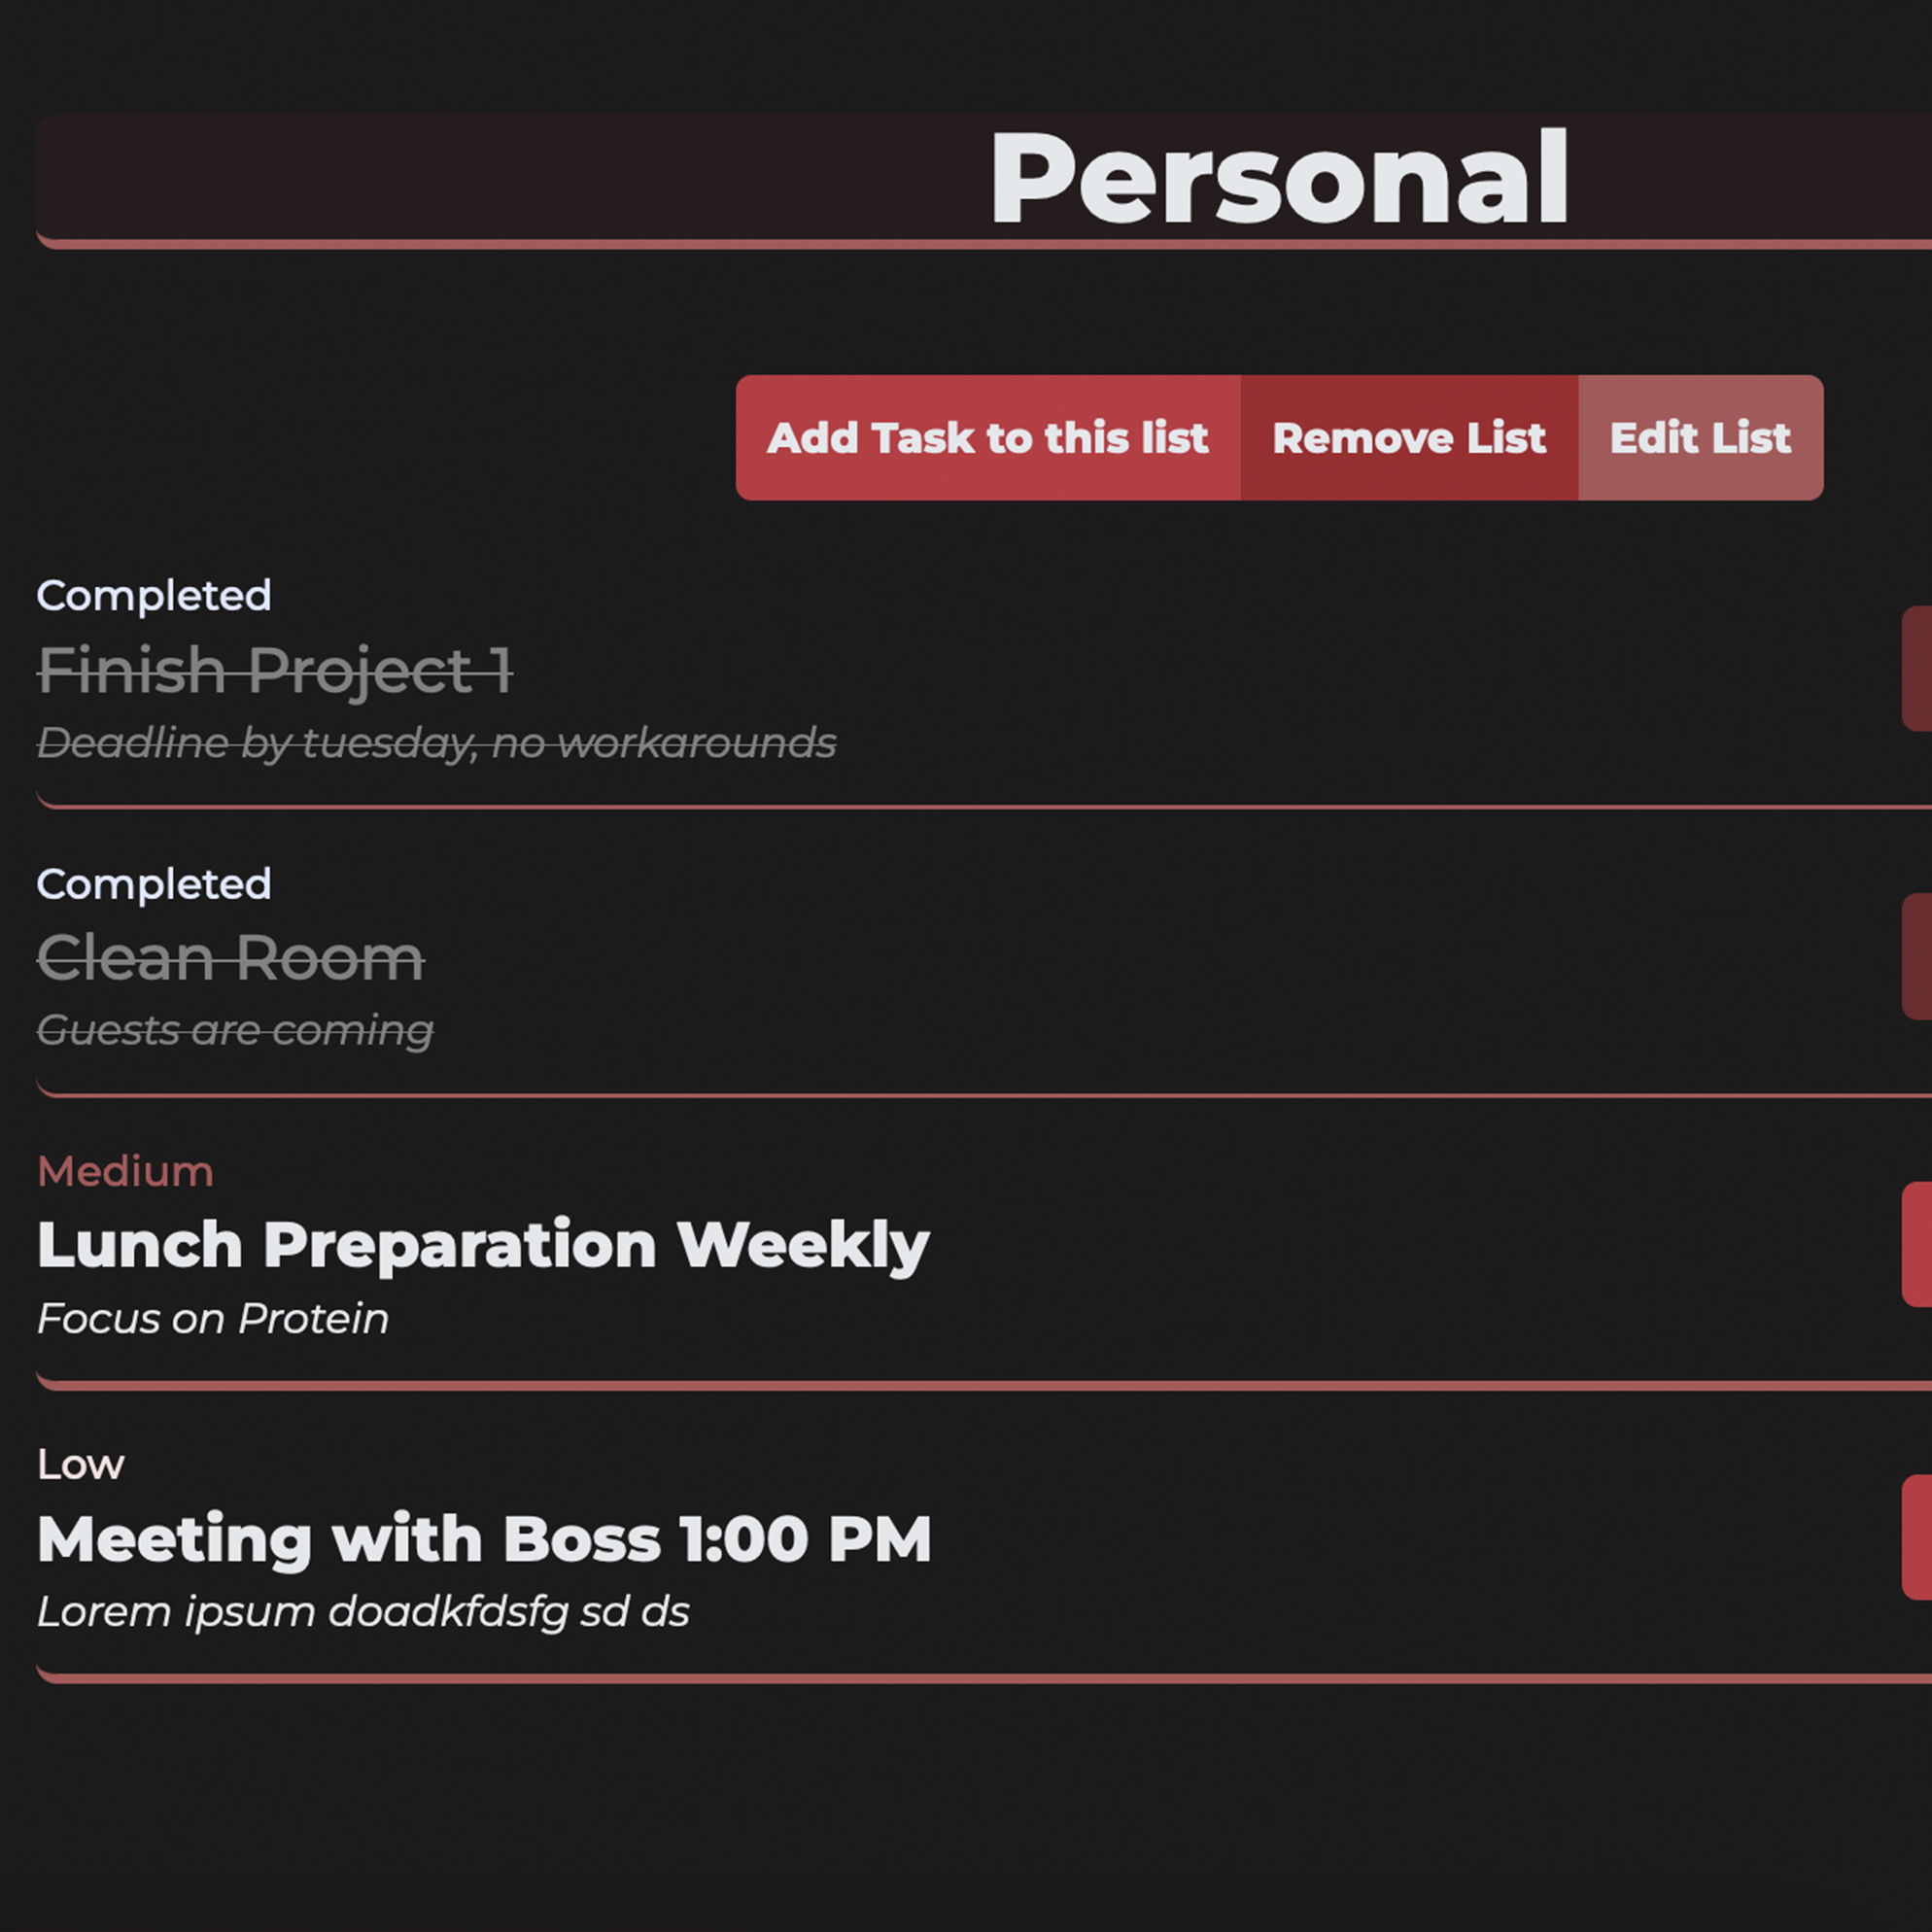 Personal
Add Task to this list Remove List Edit List
Completed
Finish Project 1
Deadline by tuesday, no workarounds
Completed
Clean Room
Guests are coming
Medium
Lunch Preparation Weekly
Focus on Protein
Low
Meeting with Boss 1:00 PM
Lorem ipsum doadkfdsfg sd ds